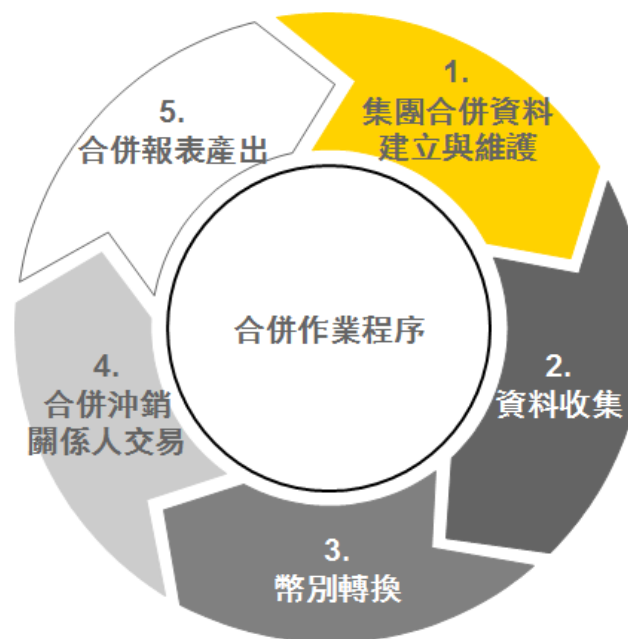 1.
集團合併資料
建立與維護
2.
資料收集
3.
幣別轉換
4.
合併沖銷
關係人交易
5.
合併報表產出
合併作業程序